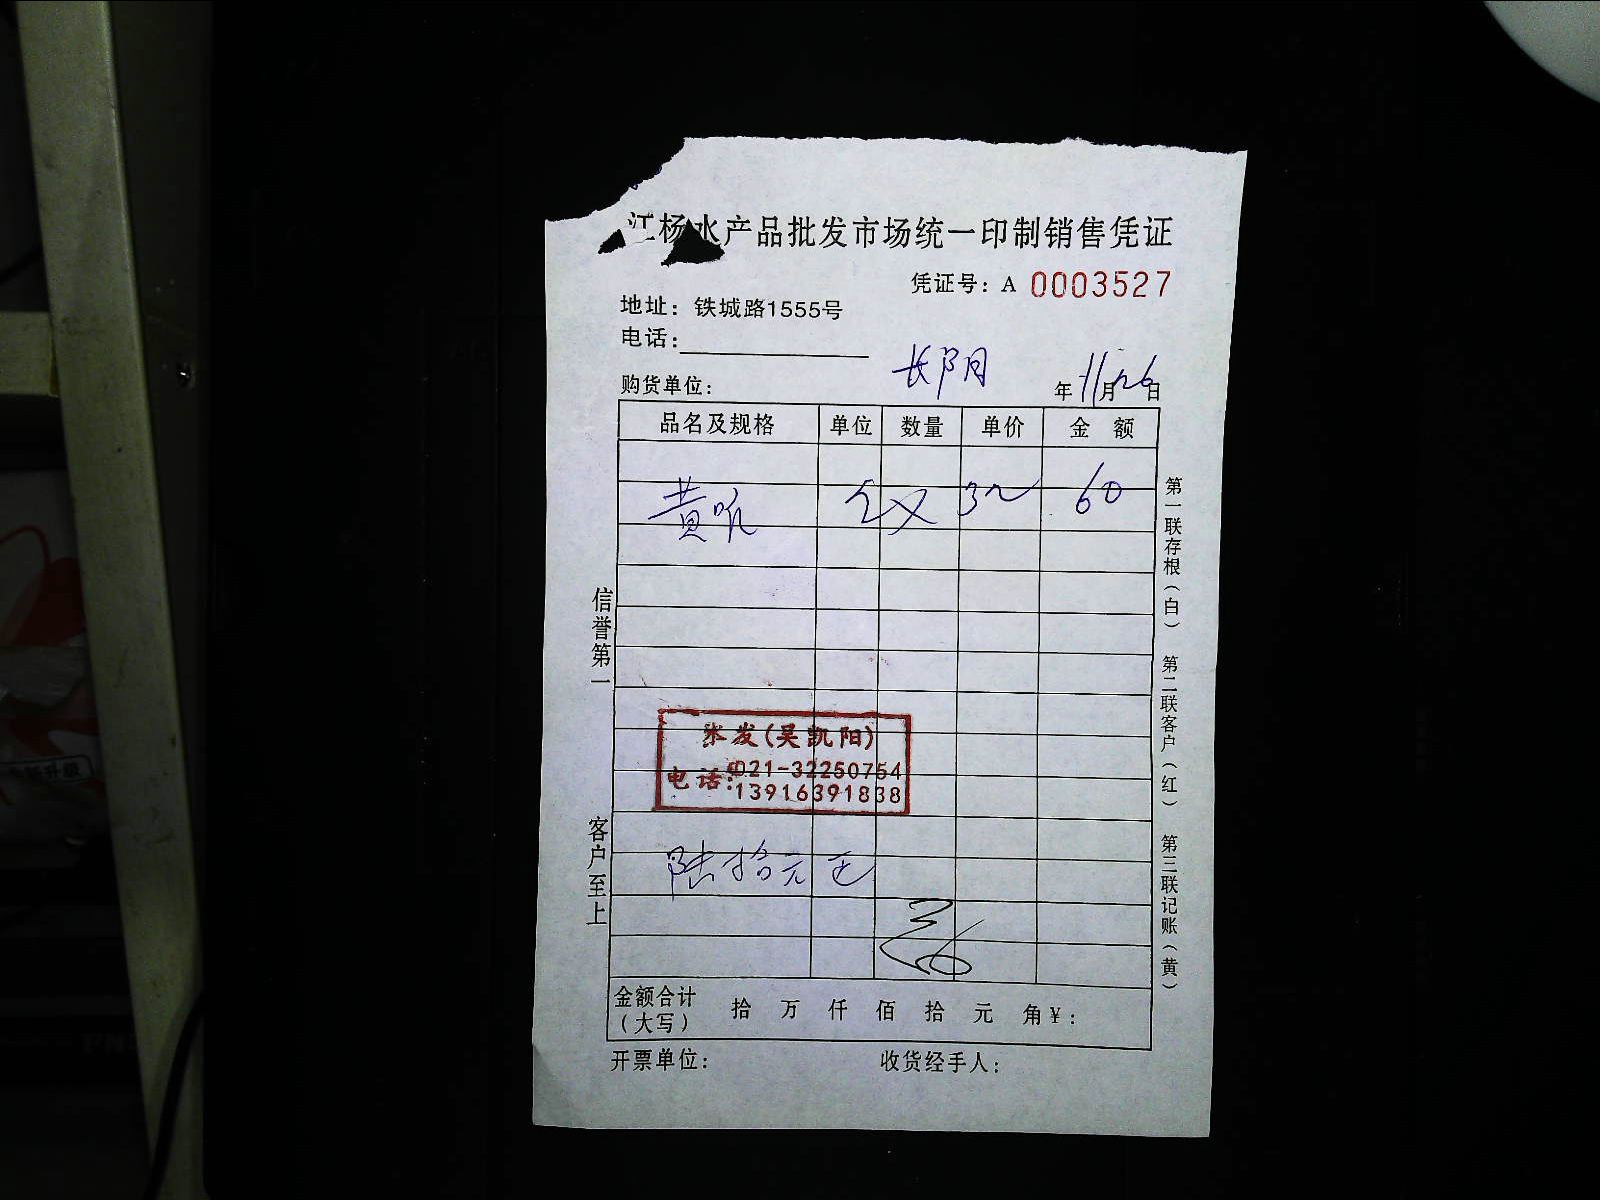 江杨水产品批发市场统一印制销售凭证
凭证号：A 0003527
地址：铁城路1555号
电话：
购货单位：
长阴 年11月26日
品名及规格 单位 数量 单价 金 额
60
信誉第一
客户至上
第一联存根（白） 第二联客户（红） 第三联记账（黄）
发(吴凯阳)
电话:021-32250754
13916391838
陆拾元正
金额合计（大写） 拾 万 仟 佰 拾 元 角￥：
开票单位： 收货经手人：